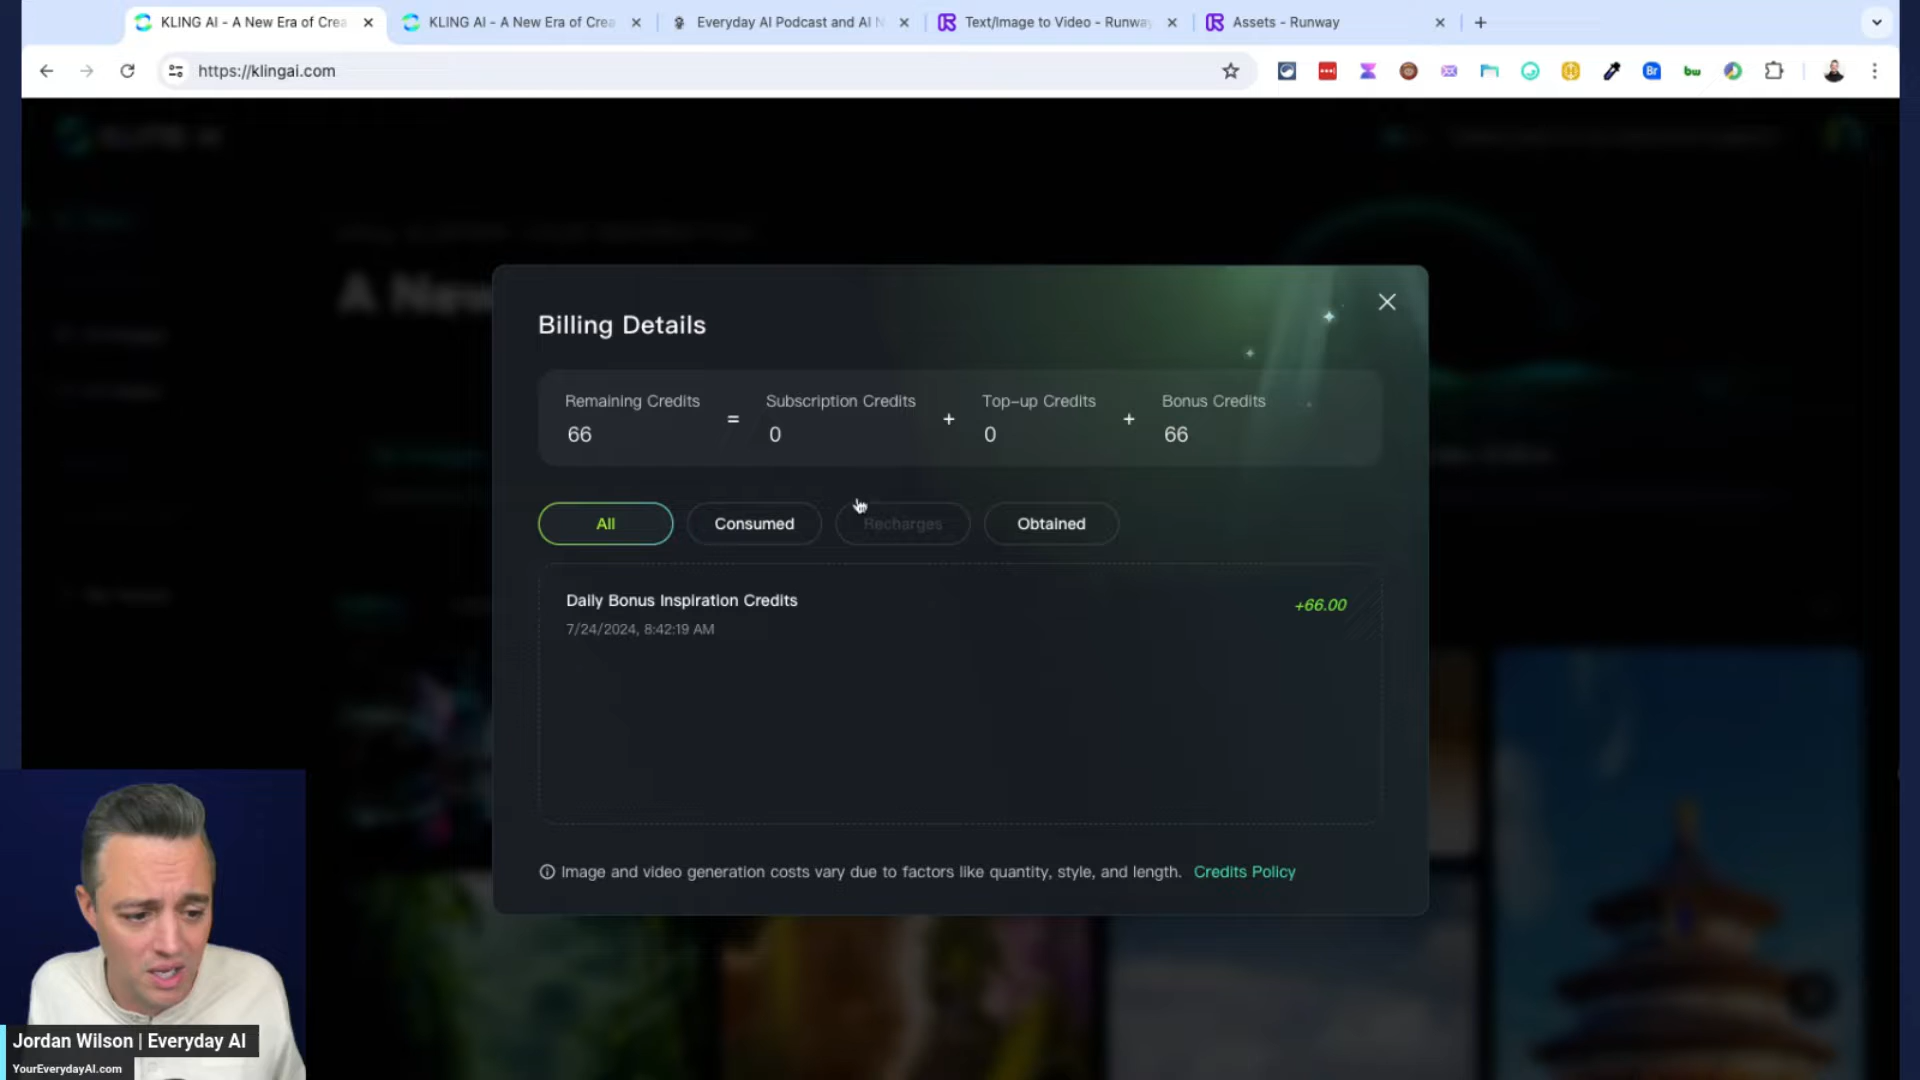 KLING AI - A New Era of Crea
KLING AI - A New Era of Crea
Everyday AI Podcast and AI N
Text/Image to Video - Runway
Assets - Runway
https://klingai.com
A New
Billing Details
Remaining Credits
66
=
Subscription Credits
0
+
Top-up Credits
0
+
Bonus Credits
66
All
Consumed
Recharges
Obtained
Daily Bonus Inspiration Credits
+66.00
7/24/2024, 8:42:19 AM
Image and video generation costs vary due to factors like quantity, style, and length. Credits Policy
Jordan Wilson | Everyday AI
YourEverydayAI.com